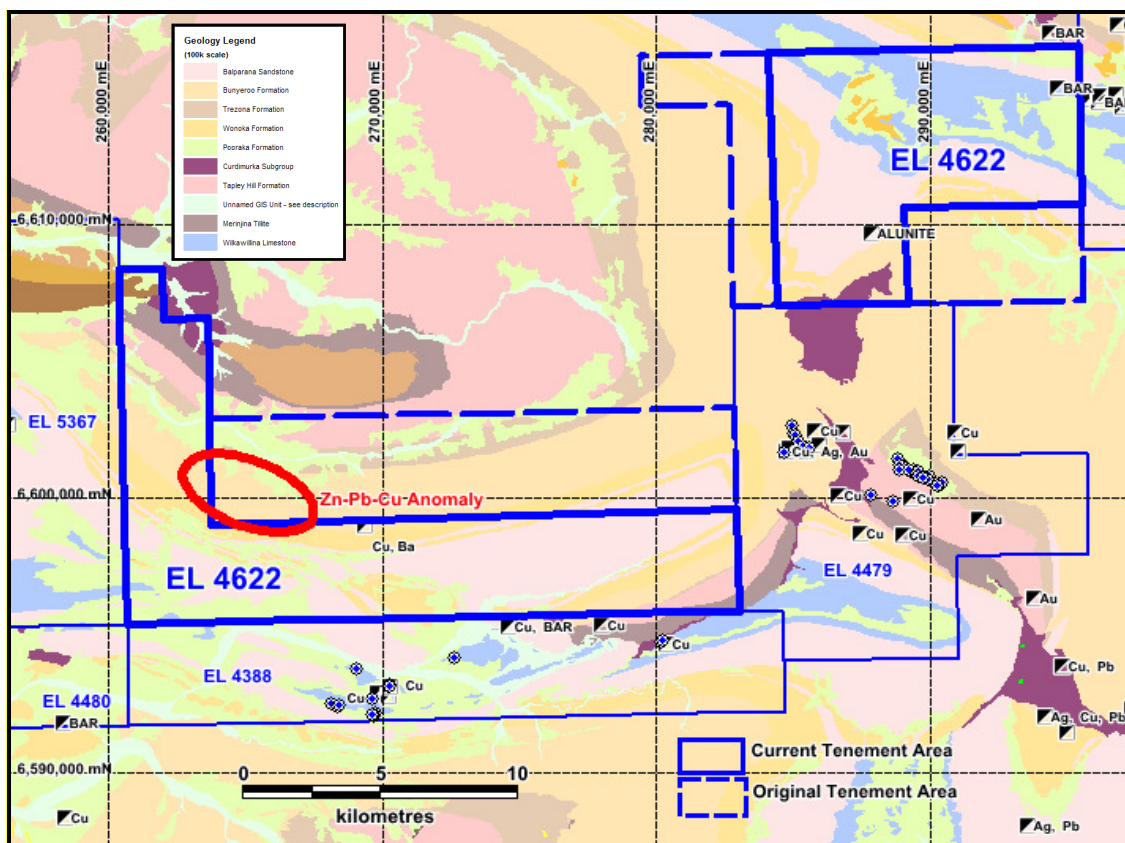 Geology Legend
(100k scale)
Balparana Sandstone
Bunyeroo Formation
Trezona Formation
Wonoka Formation
Pooraka Formation
Curdimurka Subgroup
Tapley Hill Formation
Unnamed GIS Unit - see description
Merinjina Tillite
Wilkawillina Limestone
260,000 mE
270,000 mE
280,000 mE
290,000 mE
BAR
BAR
BA
EL 4622
6,610,000 mN
ALUNITE
EL 5367
Cu
Cu
Cu, Ag, Au
6,600,000 mN
Zn-Pb-Cu Anomaly
Cu
Cu
Au
Cu, Ba
Cu
Cu
EL 4622
EL 4479
Au
Cu, BAR
Cu
Cu
Cu, Pb
EL 4388
Cu
Cu
EL 4480
BAR
Ag, Cu, Pb
Current Tenement Area
6,590,000 mN
0
5
10
Original Tenement Area
kilometres
Cu
Ag, Pb